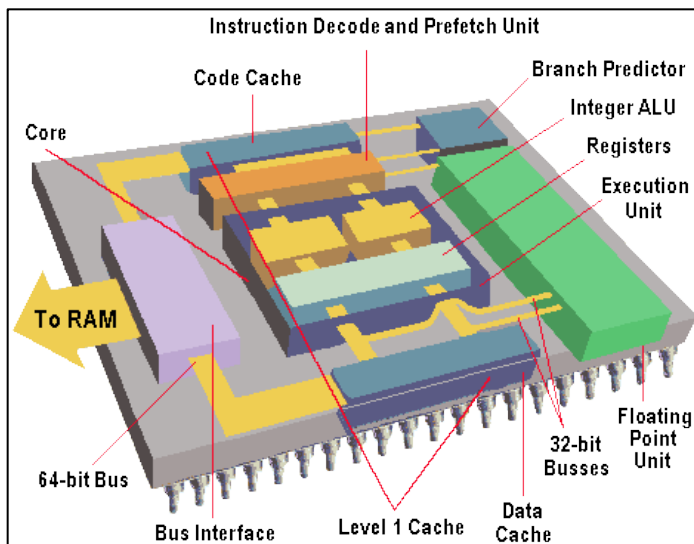 Instruction Decode and Prefetch Unit
Code Cache
Branch Predictor
Integer ALU
Core
Registers
Execution
Unit
To RAM
64-bit Bus
Bus Interface
Level 1 Cache
Data
Cache
32-bit
Busses
Floating
Point
Unit